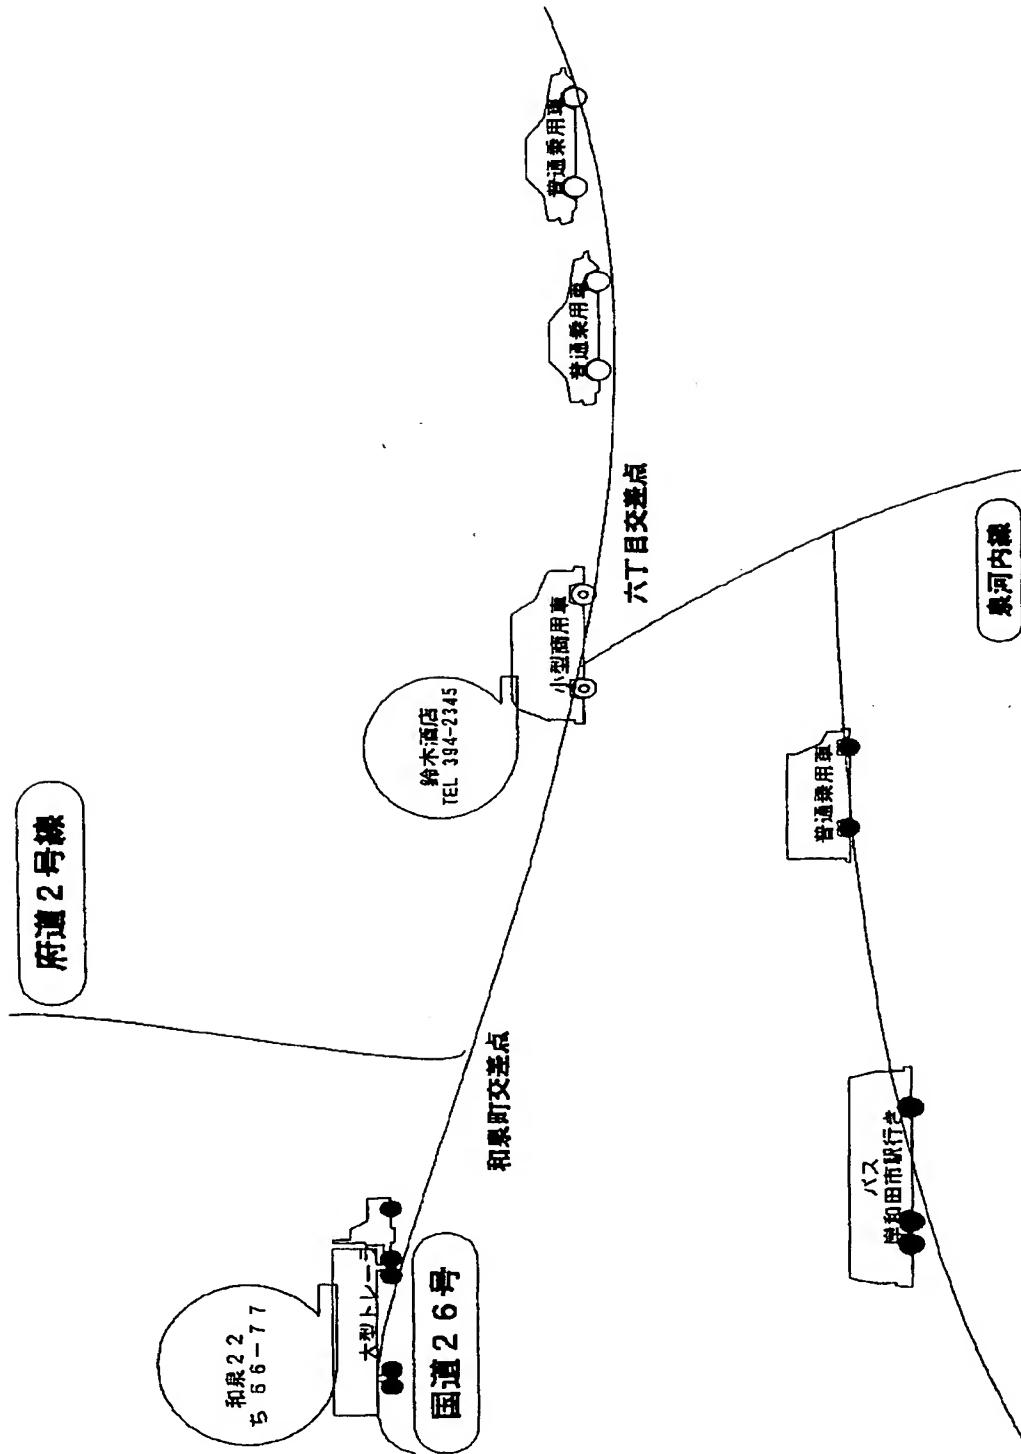 府道2号線
和泉22
ち 66-77
大型トレーラ
鈴木酒店
TEL 394-2345
国道26号
和泉町交差点
小型商用車
普通乗用車
普通乗用車
六丁目交差点
普通乗用車
バス
岸和田市駅行き
泉河内線